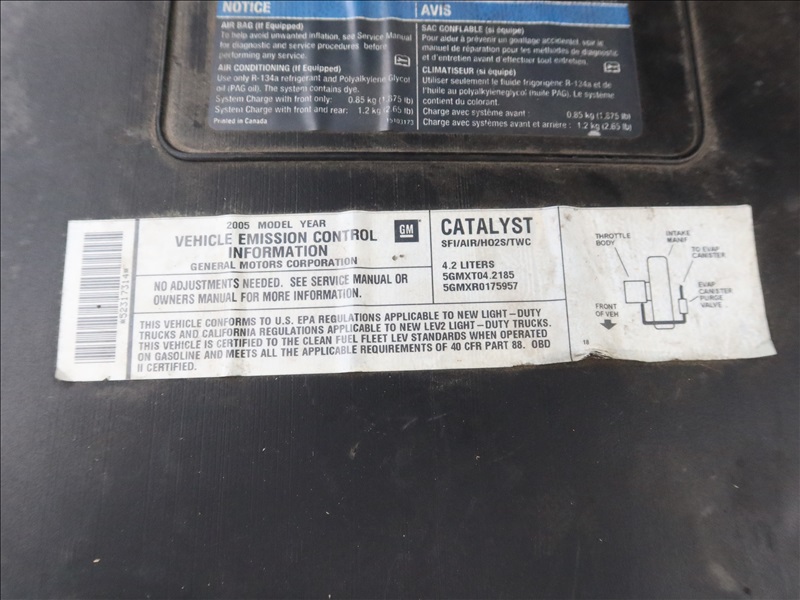 NOTICE
AIR BAG (If Equipped)
To help avoid unwanted inflation, see Service Manual
for diagnostic and service procedures before
performing any service.
AIR CONDITIONING (If Equipped)
Use only R-134a refrigerant and Polyalkylene Glycol
oil (PAG oil). The system contains dye.
System Charge with front only: 0.85 kg (1.875 lb)
System Charge with front and rear: 1.2 kg (2.65 lb)
Printed in Canada 15103173
AVIS
SAC GONFLABLE (si équipé)
Pour aider à prévenir un gonflage accidentel, voir le
manuel de réparation pour les méthodes de diagnostic
et d'entretien avant d'effectuer tout entretien.
CLIMATISEUR (si équipé)
Utiliser seulement le fluide frigorigène R-134a et de
l'huile au polyalkyleneglycol (huile PAG). Le système
contient du colorant.
Charge avec système avant : 0.85 kg (1.875 lb)
Charge avec systèmes avant et arrière : 1.2 kg (2.65 lb)
*52317314W
2005 MODEL YEAR
VEHICLE EMISSION CONTROL
INFORMATION
GENERAL MOTORS CORPORATION
GM
NO ADJUSTMENTS NEEDED. SEE SERVICE MANUAL OR
OWNERS MANUAL FOR MORE INFORMATION.
CATALYST
SFI/AIR/HO2S/TWC
4.2 LITERS
5GMXT04.2185
5GMXR0175957
THIS VEHICLE CONFORMS TO U.S. EPA REGULATIONS APPLICABLE TO NEW LIGHT-DUTY
TRUCKS AND CALIFORNIA REGULATIONS APPLICABLE TO NEW LEV2 LIGHT-DUTY TRUCKS.
THIS VEHICLE IS CERTIFIED TO THE CLEAN FUEL FLEET LEV STANDARDS WHEN OPERATED
ON GASOLINE AND MEETS ALL THE APPLICABLE REQUIREMENTS OF 40 CFR PART 88. OBD
II CERTIFIED.
THROTTLE
BODY
INTAKE
MANIF
TO EVAP
CANISTER
EVAP
CANISTER
PURGE
VALVE
FRONT
OF VEH
18